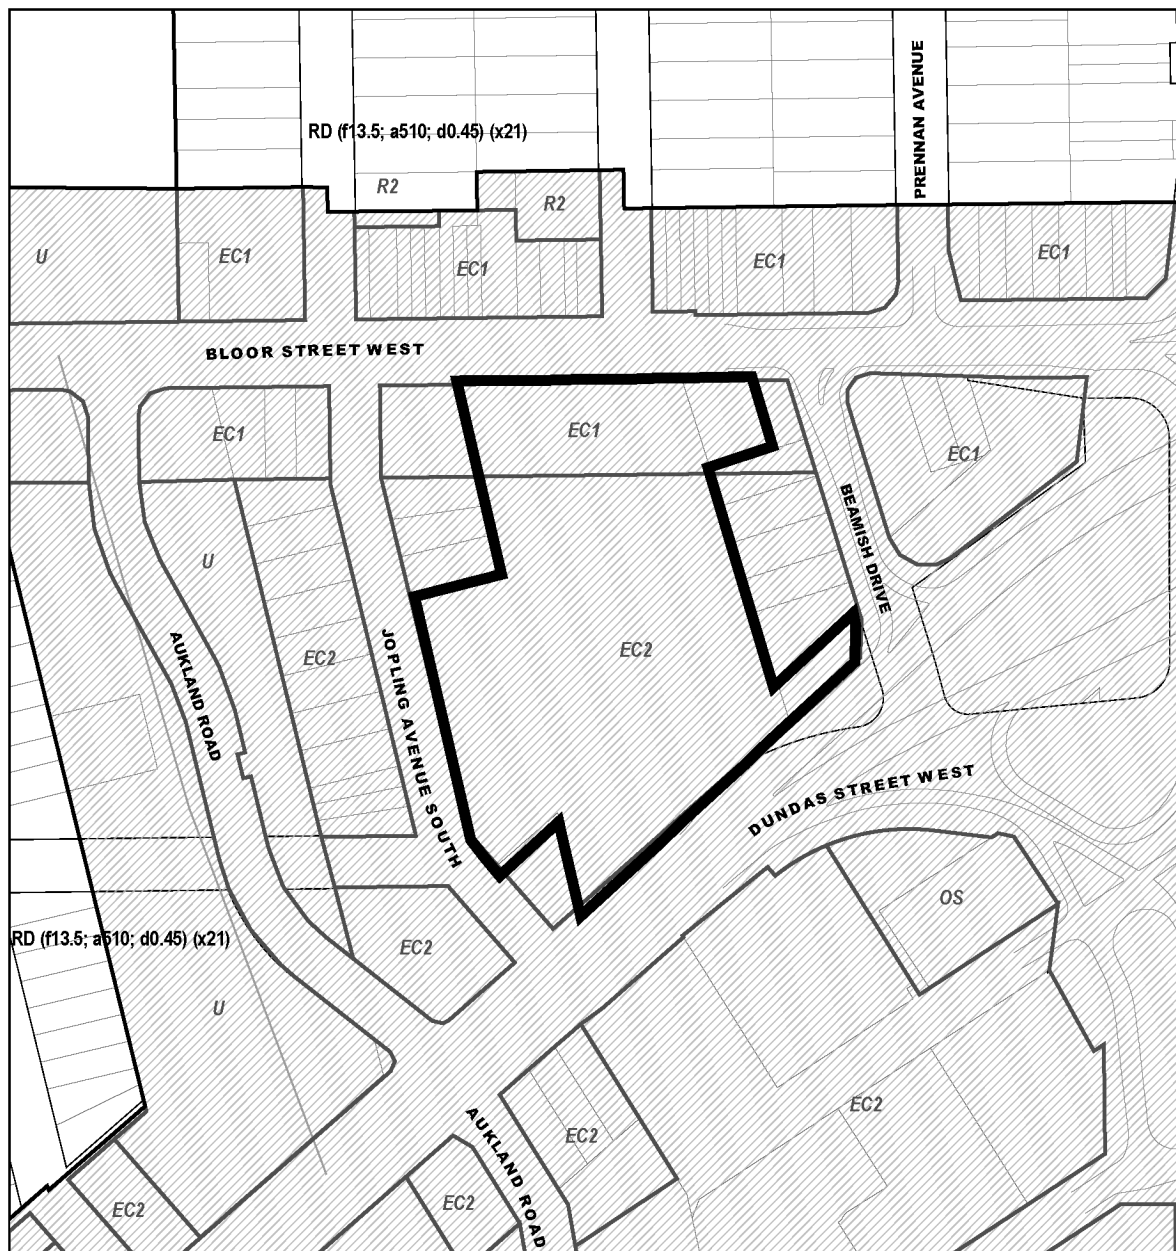 PRENNAN AVENUE
RD (f13.5; a510; d0.45) (x21)
R2
R2
U
EC1
EC1
EC1
EC1
BLOOR STREET WEST
EC1
EC1
EC1
BEAMISH DRIVE
U
EC2
EC2
AUKLAND ROAD
JOPLING AVENUE SOUTH
DUNDAS STREET WEST
OS
RD (f13.5; a510; d0.45) (x21)
EC2
U
EC2
EC2
AUKLAND ROAD
EC2
EC2